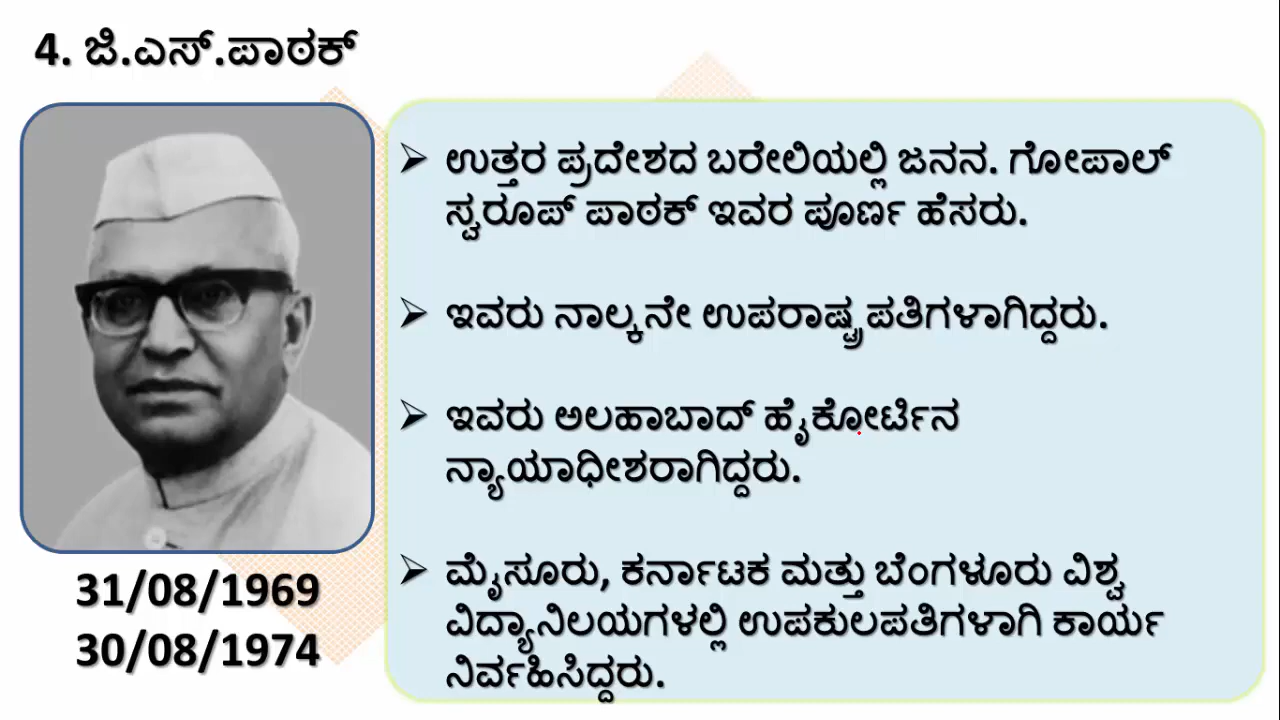 4. ಜಿ.ಎಸ್.ಪಾಠಕ್
ಉತ್ತರ ಪ್ರದೇಶದ ಬರೇಲಿಯಲ್ಲಿ ಜನನ. ಗೋಪಾಲ್
ಸ್ವರೂಪ್ ಪಾಠಕ್ ಇವರ ಪೂರ್ಣ ಹೆಸರು.
ಇವರು ನಾಲ್ಕನೇ ಉಪರಾಷ್ಟ್ರಪತಿಗಳಾಗಿದ್ದರು.
ಇವರು ಅಲಹಾಬಾದ್ ಹೈಕೋರ್ಟಿನ
ನ್ಯಾಯಾಧೀಶರಾಗಿದ್ದರು.
ಮೈಸೂರು, ಕರ್ನಾಟಕ ಮತ್ತು ಬೆಂಗಳೂರು ವಿಶ್ವ
ವಿದ್ಯಾನಿಲಯಗಳಲ್ಲಿ ಉಪಕುಲಪತಿಗಳಾಗಿ ಕಾರ್ಯ
ನಿರ್ವಹಿಸಿದ್ದರು.
31/08/1969
30/08/1974